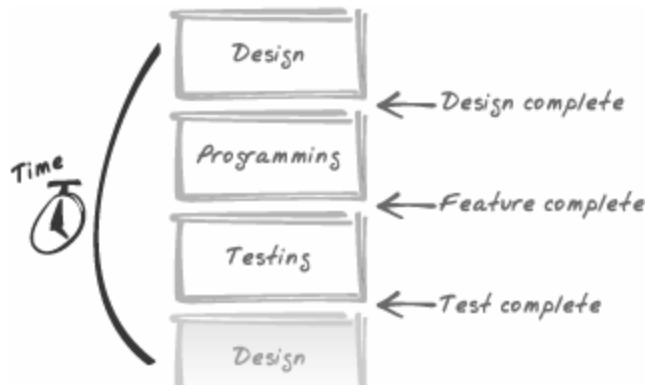 Design
Design complete
Programming
Time
Feature complete
Testing
Test complete
Design